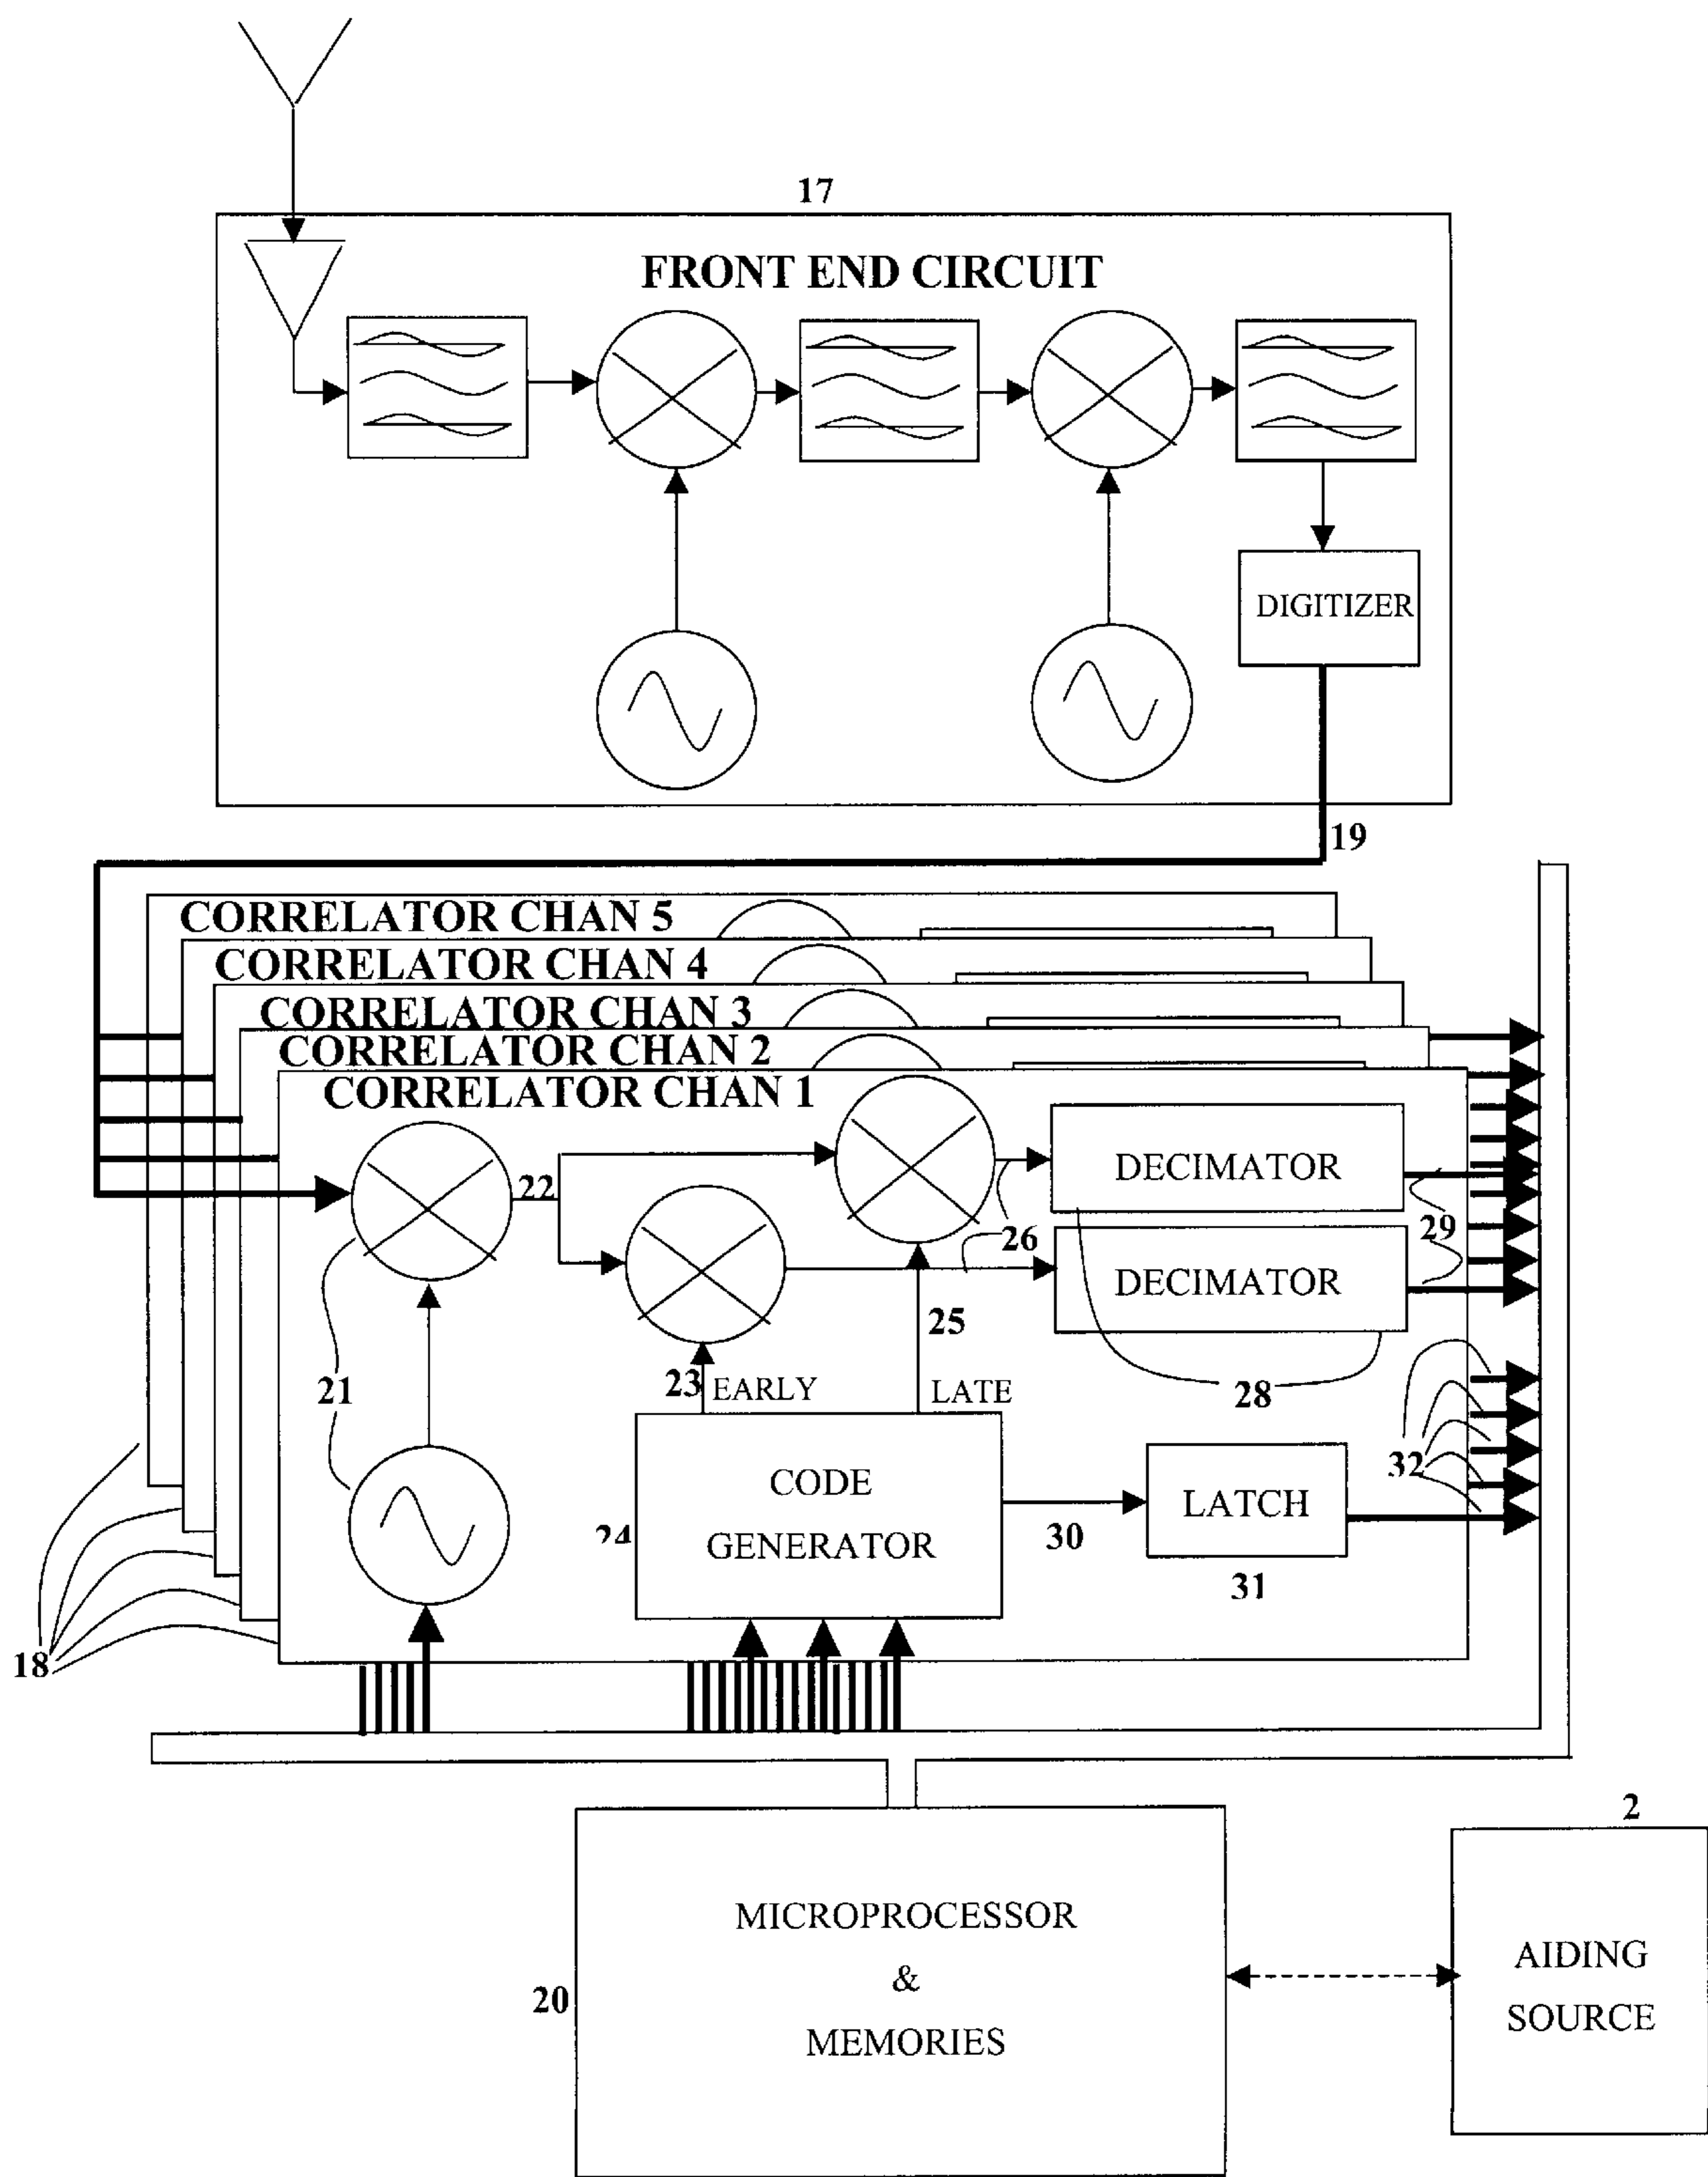 17
FRONT END CIRCUIT
DIGITIZER
19
CORRELATOR CHAN 5
CORRELATOR CHAN 4
CORRELATOR CHAN 3
CORRELATOR CHAN 2
CORRELATOR CHAN 1
22
DECIMATOR
29
26
DECIMATOR
25
21
23 EARLY
LATE
28
32
CODE
GENERATOR
24
LATCH
30
31
18
2
MICROPROCESSOR
&
MEMORIES
20
AIDING
SOURCE